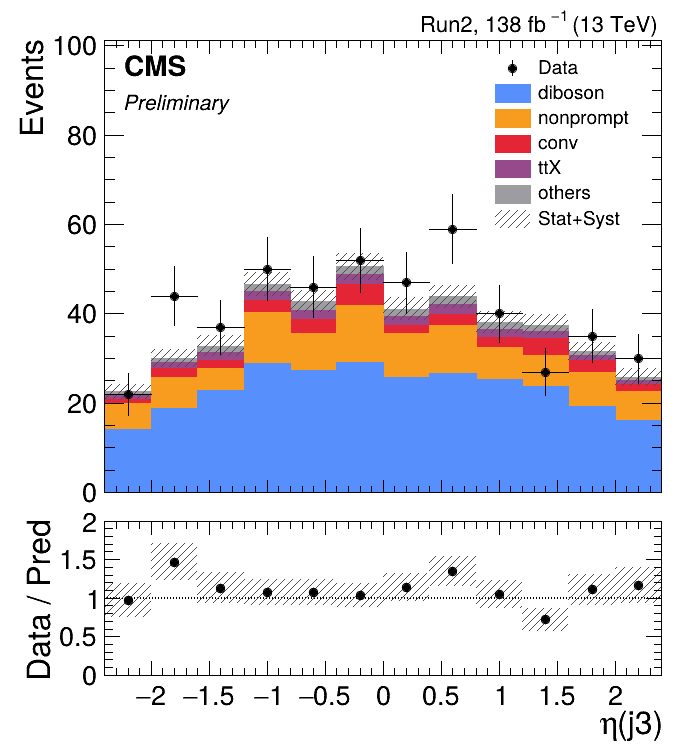 Run2, 138 fb⁻¹ (13 TeV)
CMS
Preliminary
Events
100
80
60
40
20
0
Data
diboson
nonprompt
conv
ttX
others
Stat+Syst
Data / Pred
2
1.5
1
0.5
0
−2 −1.5 −1 −0.5 0 0.5 1 1.5 2
η(j3)